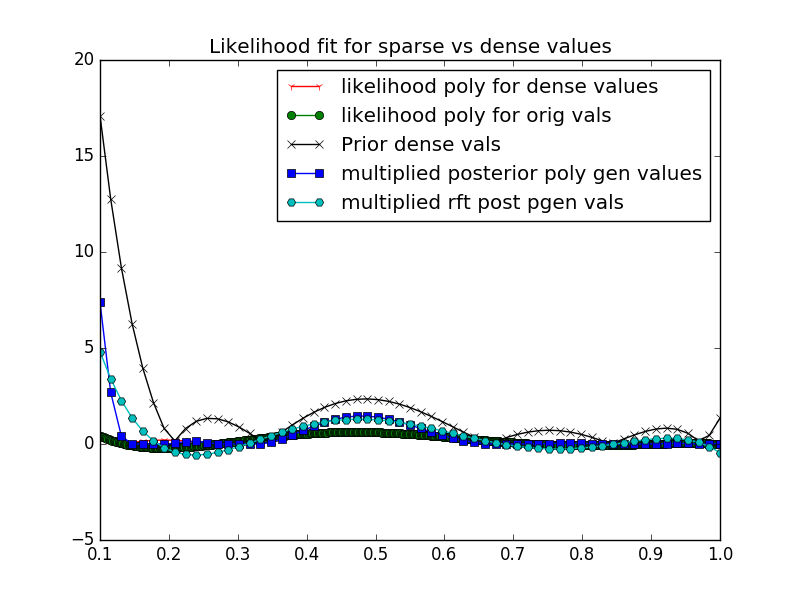 Likelihood fit for sparse vs dense values
20
15
10
5
0
−5
likelihood poly for dense values
likelihood poly for orig vals
Prior dense vals
multiplied posterior poly gen values
multiplied rft post pgen vals
0.1 0.2 0.3 0.4 0.5 0.6 0.7 0.8 0.9 1.0